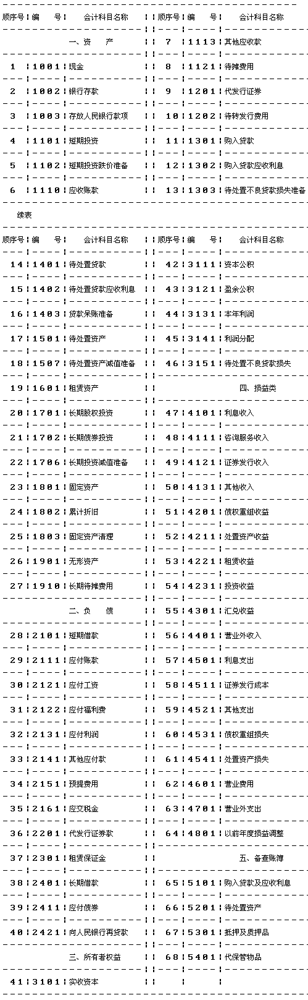 顺序号 编 号 会计科目名称 顺序号 编 号 会计科目名称
一、资 产 7 1113 其他应收款
1 1001 现金 8 1121 待摊费用
2 1002 银行存款 9 1201 代发行证券
3 1003 存放人民银行款项 10 1202 待转发行费用
4 1101 短期投资 11 1301 购入贷款
5 1102 短期投资跌价准备 12 1302 购入贷款应收利息
6 1110 应收账款 13 1303 待处置不良贷款损失准备
续表
顺序号 编 号 会计科目名称 顺序号 编 号 会计科目名称
14 1401 待处置贷款 42 3111 资本公积
15 1402 待处置贷款应收利息 43 3121 盈余公积
16 1403 贷款呆账准备 44 3131 本年利润
17 1501 待处置资产 45 3141 利润分配
18 1507 待处置资产减值准备 46 3151 待处置不良贷款损失
19 1601 租赁资产 四、损益类
20 1701 长期股权投资 47 4101 利息收入
21 1702 长期债券投资 48 4111 咨询服务收入
22 1706 长期投资减值准备 49 4121 证券发行收入
23 1801 固定资产 50 4131 其他收入
24 1802 累计折旧 51 4201 债权重组收益
25 1803 固定资产清理 52 4211 处置资产收益
26 1901 无形资产 53 4221 租赁收益
27 1910 长期待摊费用 54 4231 投资收益
二、负 债 55 4301 汇兑收益
28 2101 短期借款 56 4401 营业外收入
29 2111 应付账款 57 4501 利息支出
30 2121 应付工资 58 4511 证券发行成本
31 2122 应付福利费 59 4521 其他支出
32 2131 应付利润 60 4531 债权重组损失
33 2141 其他应付款 61 4541 处置资产损失
34 2151 预提费用 62 4601 营业费用
35 2161 应交税金 63 4701 营业外支出
36 2201 代发行证券款 64 4801 以前年度损益调整
37 2301 租赁保证金 五、备查账簿
38 2401 长期借款 65 5101 购入贷款及应收利息
39 2411 应付债券 66 5201 待处置资产
40 2421 向人民银行再贷款 67 5301 抵押及质押品
三、所有者权益 68 5401 代保管物品
41 3101 实收资本